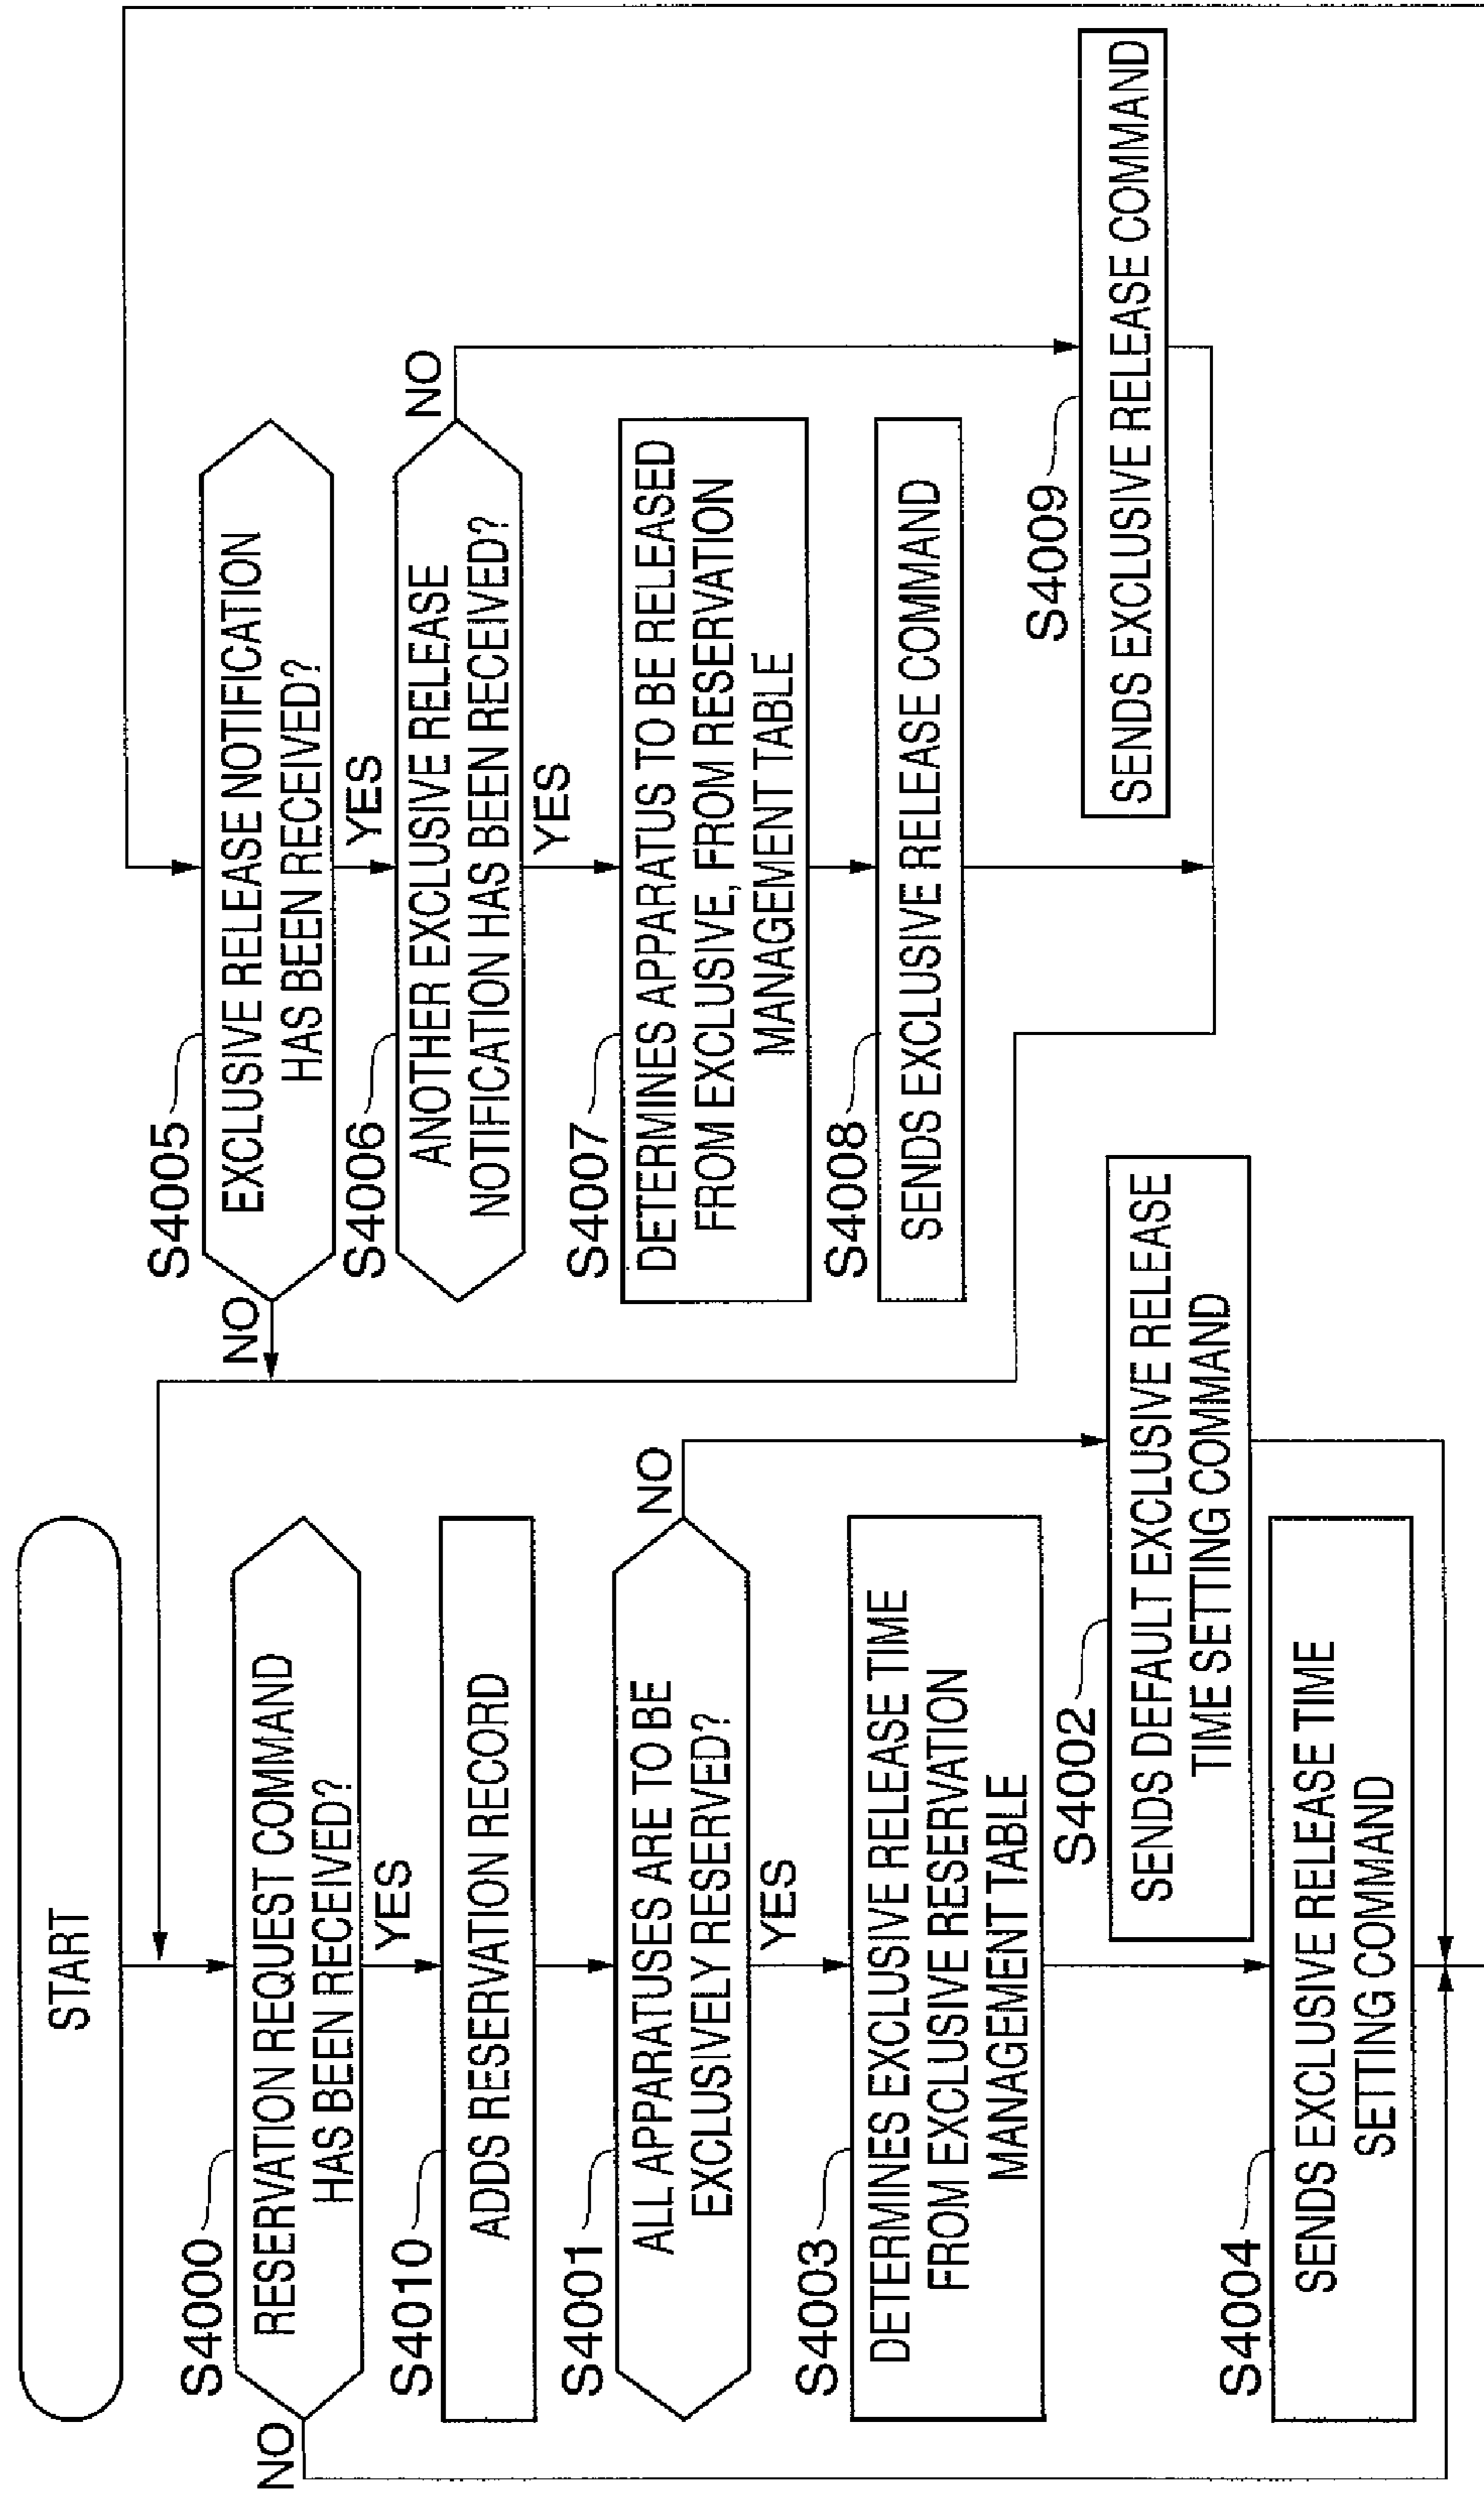 START
S4000
RESERVATION REQUEST COMMAND
HAS BEEN RECEIVED?
NO
YES
S4010
ADDS RESERVATION RECORD
S4001
ALL APPARATUSES ARE TO BE
EXCLUSIVELY RESERVED?
NO
YES
S4003
DETERMINES EXCLUSIVE RELEASE TIME
FROM EXCLUSIVE RESERVATION
MANAGEMENT TABLE
S4002
SENDS DEFAULT EXCLUSIVE RELEASE
TIME SETTING COMMAND
S4004
SENDS EXCLUSIVE RELEASE TIME
SETTING COMMAND
S4005
EXCLUSIVE RELEASE NOTIFICATION
HAS BEEN RECEIVED?
NO
YES
S4006
ANOTHER EXCLUSIVE RELEASE
NOTIFICATION HAS BEEN RECEIVED?
NO
YES
S4007
DETERMINES APPARATUS TO BE RELEASED
FROM EXCLUSIVE, FROM RESERVATION
MANAGEMENT TABLE
S4008
SENDS EXCLUSIVE RELEASE COMMAND
S4009
SENDS EXCLUSIVE RELEASE COMMAND